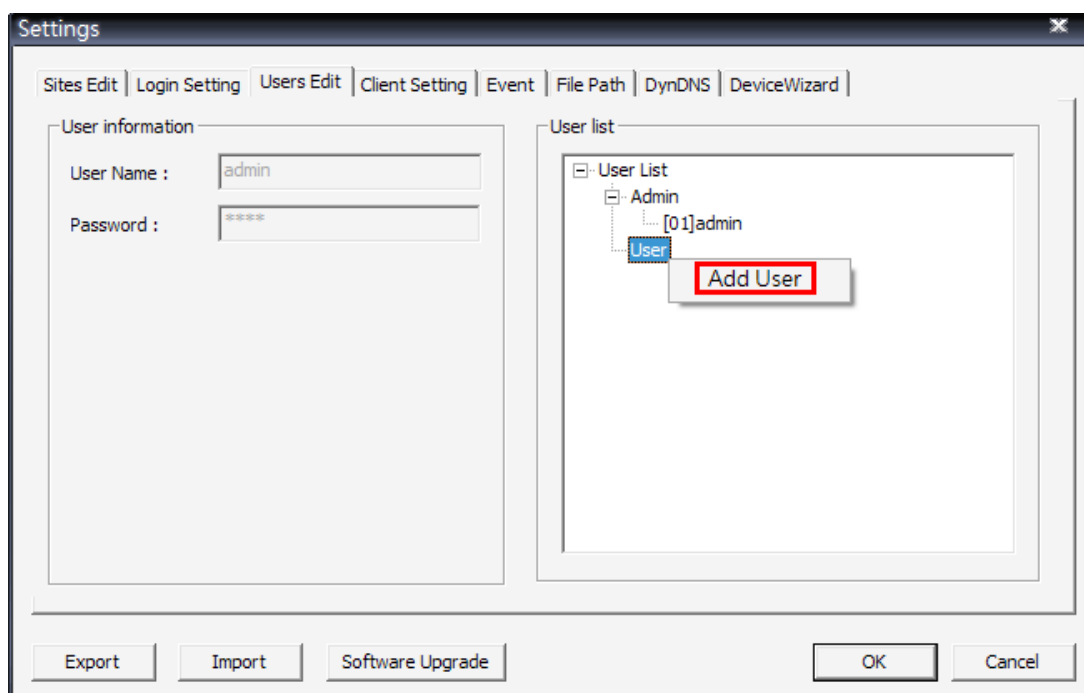 Settings
Sites Edit Login Setting Users Edit Client Setting Event File Path DynDNS DeviceWizard
User information
User Name :
admin
Password :
****
User list
User List
Admin
[01]admin
User
Add User
Export Import Software Upgrade OK Cancel